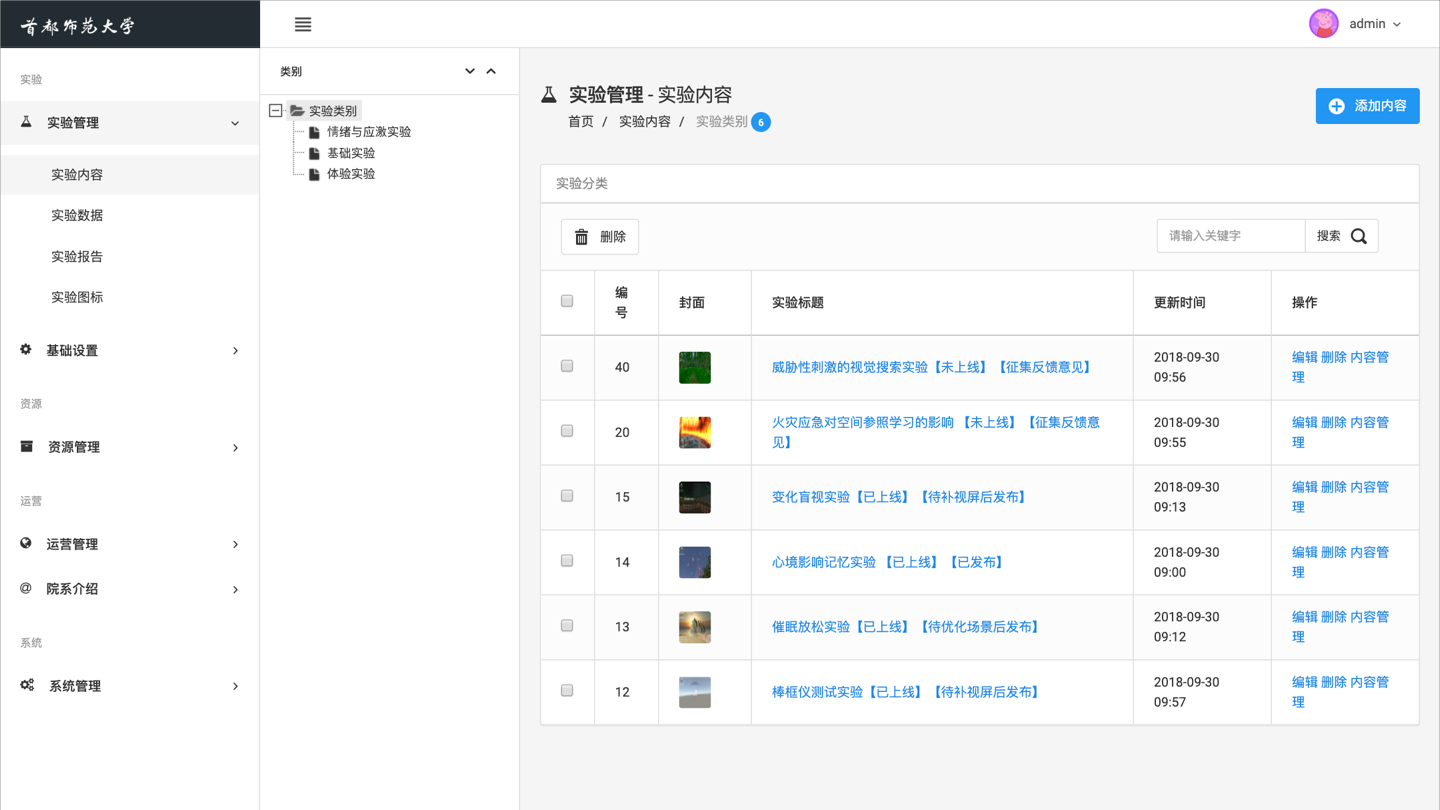 首都师范大学
admin
实验
实验管理
实验内容
实验数据
实验报告
实验图标
基础设置
资源
资源管理
运营
运营管理
@ 院系介绍
系统
系统管理
类别
实验类别
情绪与应激实验
基础实验
体验实验
实验管理 - 实验内容
首页 / 实验内容 / 实验类别 6
添加内容
实验分类
删除
请输入关键字
搜索
编
号
封面
实验标题
更新时间
操作
40
威胁性刺激的视觉搜索实验【未上线】【征集反馈意见】
2018-09-30
09:56
编辑 删除 内容管
理
20
火灾应急对空间参照学习的影响 【未上线】【征集反馈意
见】
2018-09-30
09:55
编辑 删除 内容管
理
15
变化盲视实验【已上线】【待补视屏后发布】
2018-09-30
09:13
编辑 删除 内容管
理
14
心境影响记忆实验 【已上线】【已发布】
2018-09-30
09:00
编辑 删除 内容管
理
13
催眠放松实验【已上线】【待优化场景后发布】
2018-09-30
09:12
编辑 删除 内容管
理
12
棒框仪测试实验【已上线】【待补视屏后发布】
2018-09-30
09:57
编辑 删除 内容管
理